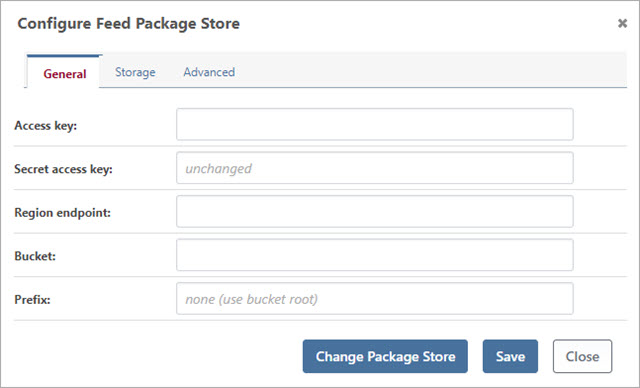 Configure Feed Package Store ×
General Storage Advanced
Access key:
Secret access key: unchanged
Region endpoint:
Bucket:
Prefix: none (use bucket root)
Change Package Store Save Close